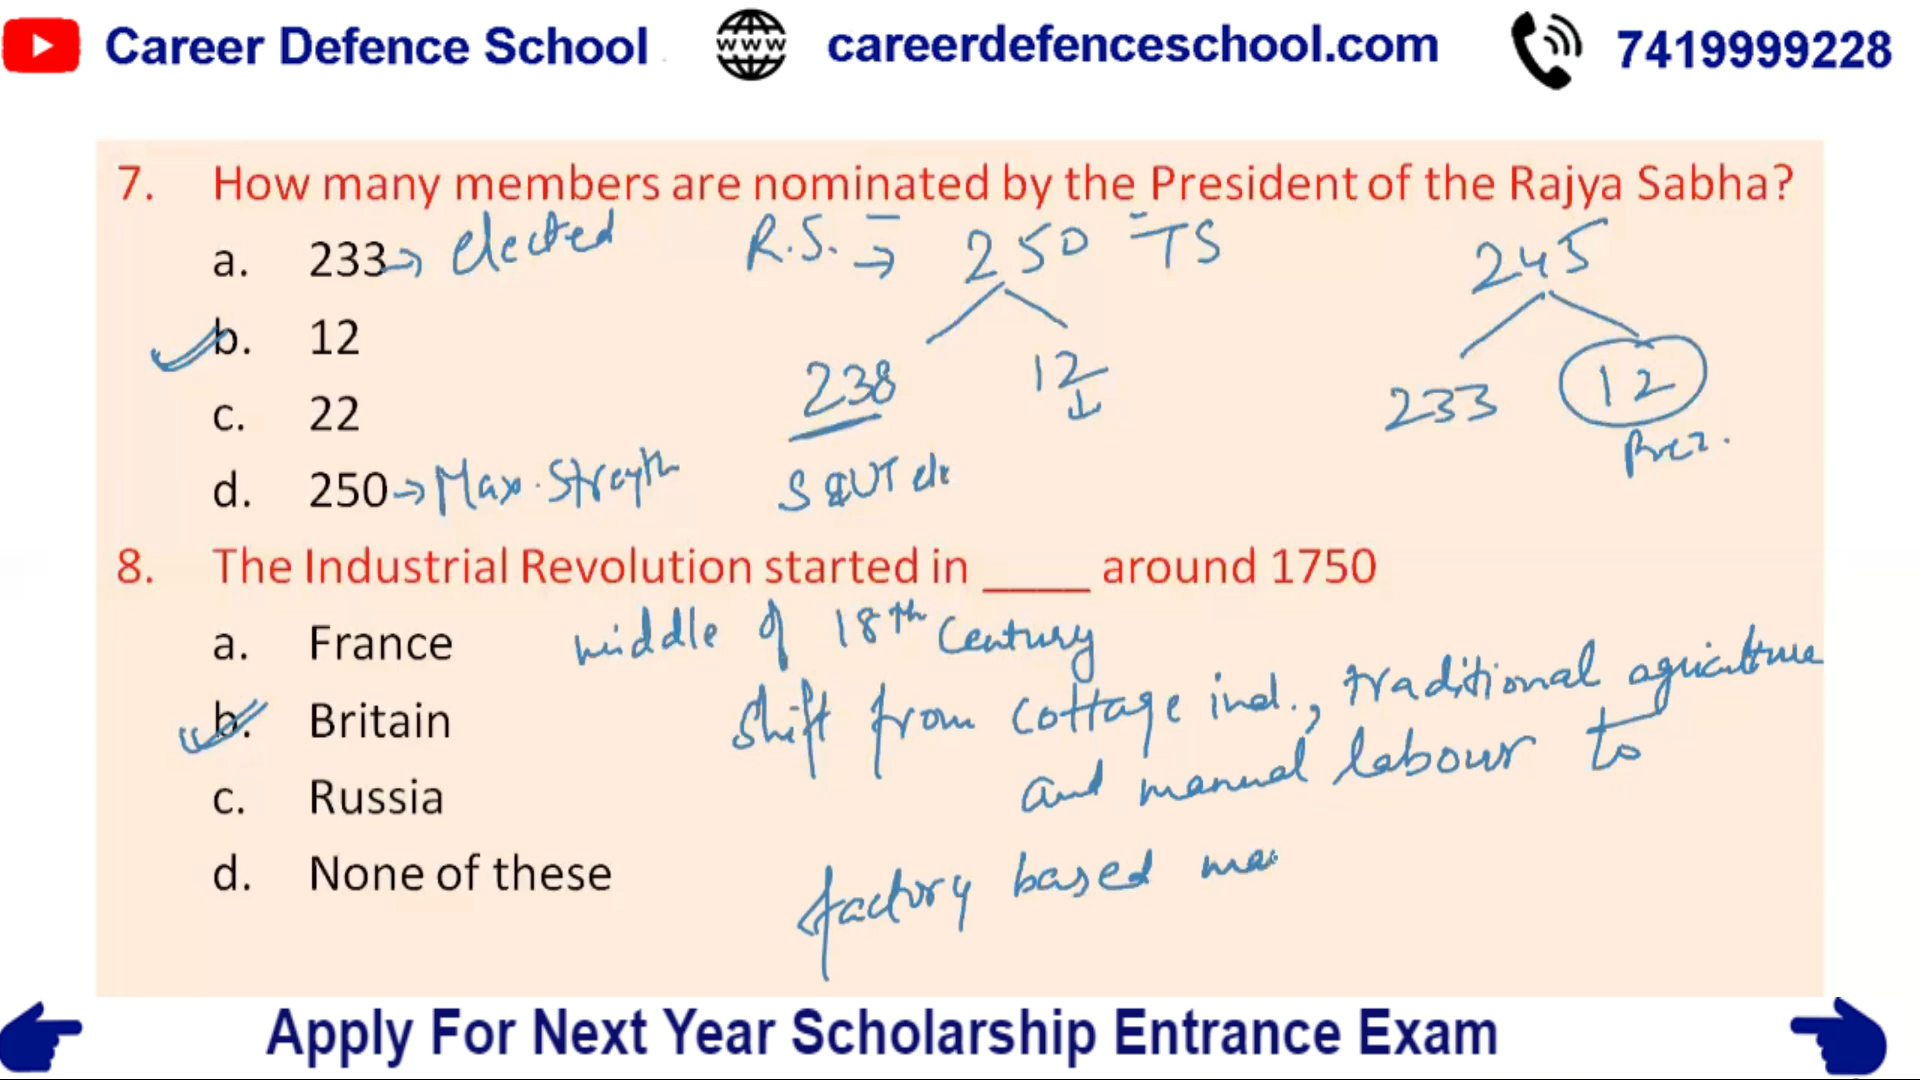 Career Defence School www careerdefenceschool.com 7419999228
7. How many members are nominated by the President of the Rajya Sabha?
a. 233 → elected R.S. → 250 TS 245
b. 12
238 12 233 12
c. 22
Prez.
d. 250 → Max. Strength S &UT
8. The Industrial Revolution started in ____ around 1750
a. France middle of 18th Century
b. Britain shift from cottage ind., traditional agriculture
and manual labour to
c. Russia
d. None of these factory based
Apply For Next Year Scholarship Entrance Exam